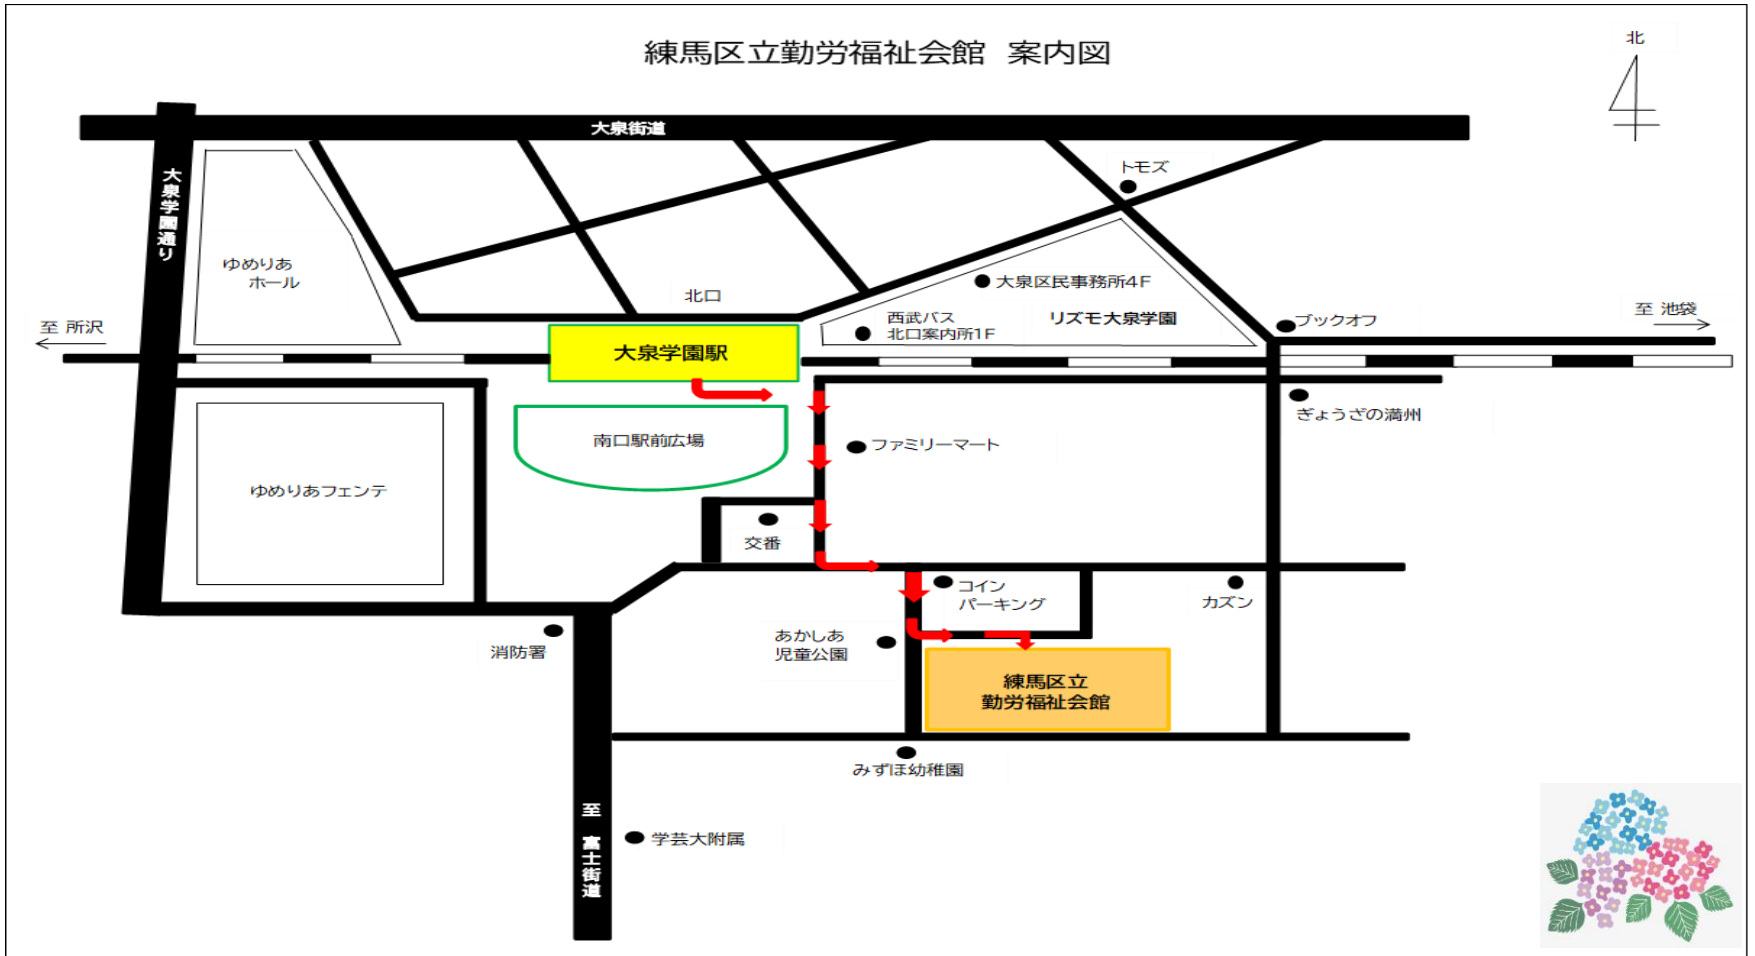 練馬区立勤労福祉会館 案内図
北
大泉街道
大泉学園通り
トモズ
ゆめりあ
ホール
大泉区民事務所4F
北口
西武バス
北口案内所1F
リズモ大泉学園
ブックオフ
至 池袋
至 所沢
大泉学園駅
ぎょうざの満州
南口駅前広場
ファミリーマート
ゆめりあフェンテ
交番
コイン
パーキング
カズン
消防署
あかしあ
児童公園
練馬区立
勤労福祉会館
みずほ幼稚園
至 富士街道
学芸大附属